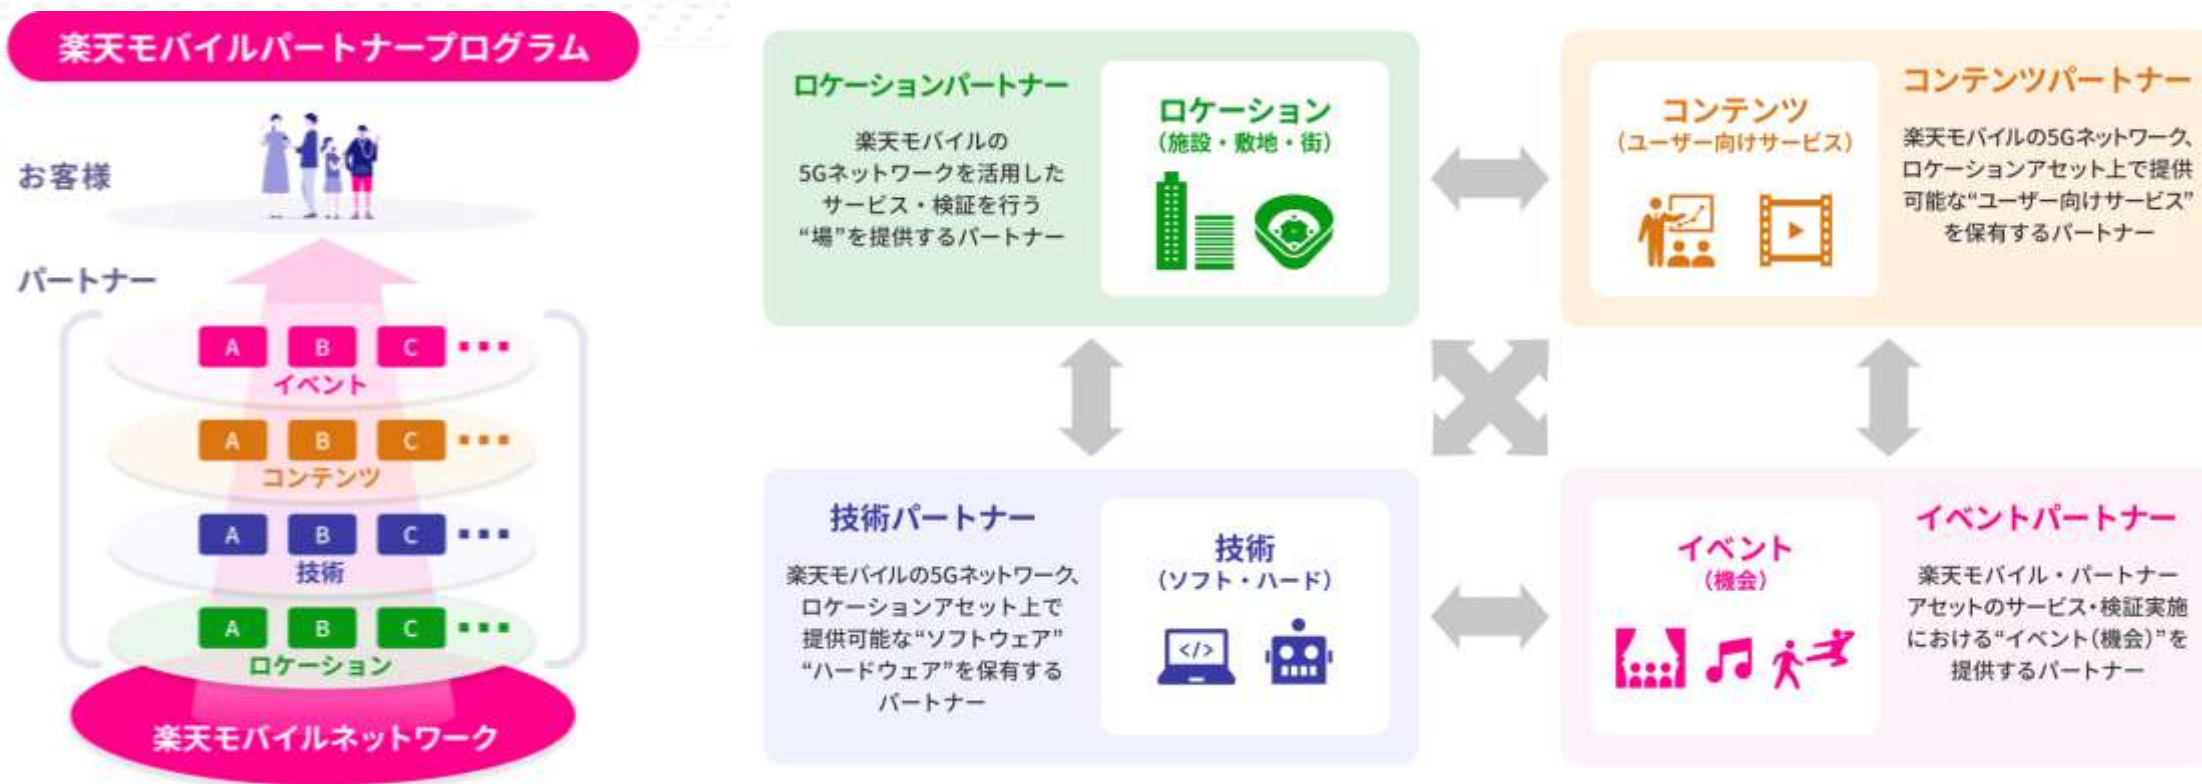 楽天モバイルパートナープログラム
お客様
パートナー
A B C
イベント
A B C
コンテンツ
A B C
技術
A B C
ロケーション
楽天モバイルネットワーク
ロケーションパートナー
楽天モバイルの
5Gネットワークを活用した
サービス・検証を行う
“場”を提供するパートナー
ロケーション
（施設・敷地・街）
コンテンツ
（ユーザー向けサービス）
コンテンツパートナー
楽天モバイルの5Gネットワーク、
ロケーションアセット上で提供
可能な“ユーザー向けサービス”
を保有するパートナー
技術パートナー
楽天モバイルの5Gネットワーク、
ロケーションアセット上で
提供可能な“ソフトウェア”
“ハードウェア”を保有する
パートナー
技術
（ソフト・ハード）
</>
イベント
（機会）
イベントパートナー
楽天モバイル・パートナー
アセットのサービス・検証実施
における“イベント（機会）”を
提供するパートナー